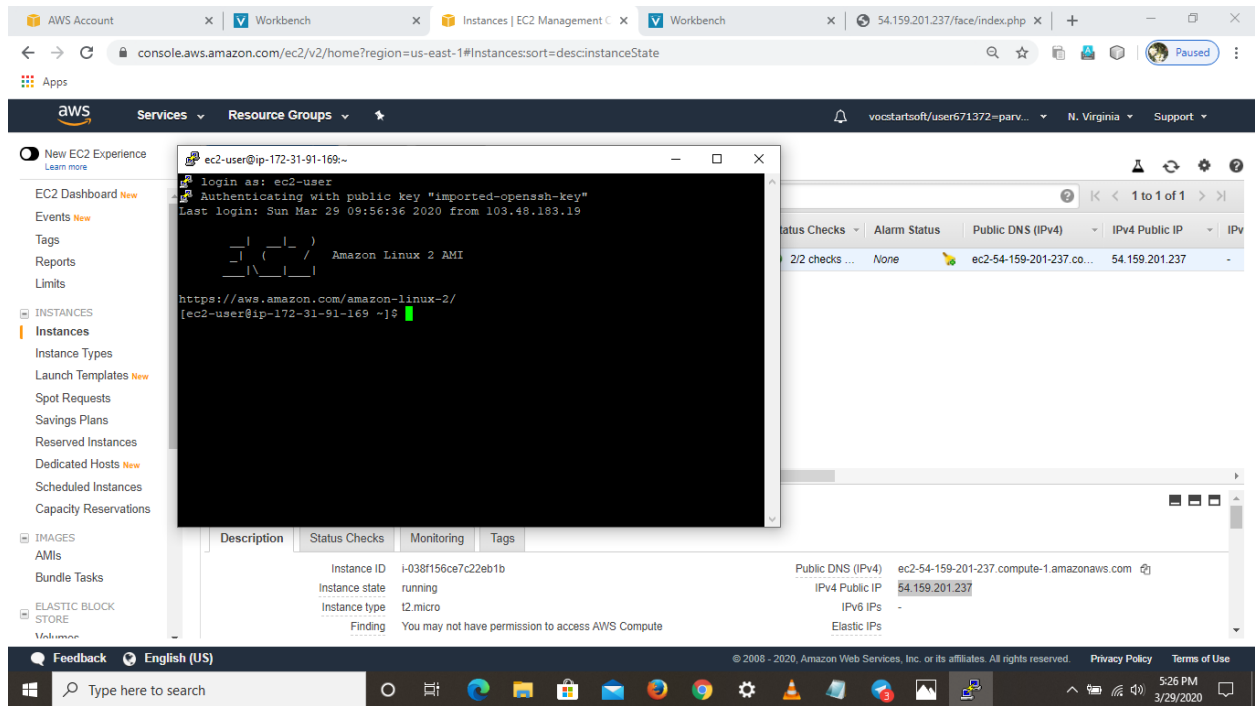 AWS Account
Workbench
Instances | EC2 Management C
Workbench
54.159.201.237/face/index.php
console.aws.amazon.com/ec2/v2/home?region=us-east-1#Instances:sort=desc:instanceState
Paused
Apps
aws
Services
Resource Groups
vocstartsoft/user671372=parv...
N. Virginia
Support
New EC2 Experience
Learn more
EC2 Dashboard New
Events New
Tags
Reports
Limits
INSTANCES
Instances
Instance Types
Launch Templates New
Spot Requests
Savings Plans
Reserved Instances
Dedicated Hosts New
Scheduled Instances
Capacity Reservations
IMAGES
AMIs
Bundle Tasks
ELASTIC BLOCK
STORE
Volumes
ec2-user@ip-172-31-91-169:~
login as: ec2-user
Authenticating with public key "imported-openssh-key"
Last login: Sun Mar 29 09:56:36 2020 from 103.48.183.19
__|  __|_  )
_|  (     /   Amazon Linux 2 AMI
___|\___|___|
https://aws.amazon.com/amazon-linux-2/
[ec2-user@ip-172-31-91-169 ~]$
1 to 1 of 1
tatus Checks
Alarm Status
Public DNS (IPv4)
IPv4 Public IP
IPv
2/2 checks ...
None
ec2-54-159-201-237.co...
54.159.201.237
-
Description
Status Checks
Monitoring
Tags
Instance ID i-038f156ce7c22eb1b
Public DNS (IPv4) ec2-54-159-201-237.compute-1.amazonaws.com
Instance state running
IPv4 Public IP 54.159.201.237
Instance type t2.micro
IPv6 IPs -
Finding You may not have permission to access AWS Compute
Elastic IPs
Feedback
English (US)
© 2008 - 2020, Amazon Web Services, Inc. or its affiliates. All rights reserved.
Privacy Policy
Terms of Use
Type here to search
3
5:26 PM
3/29/2020